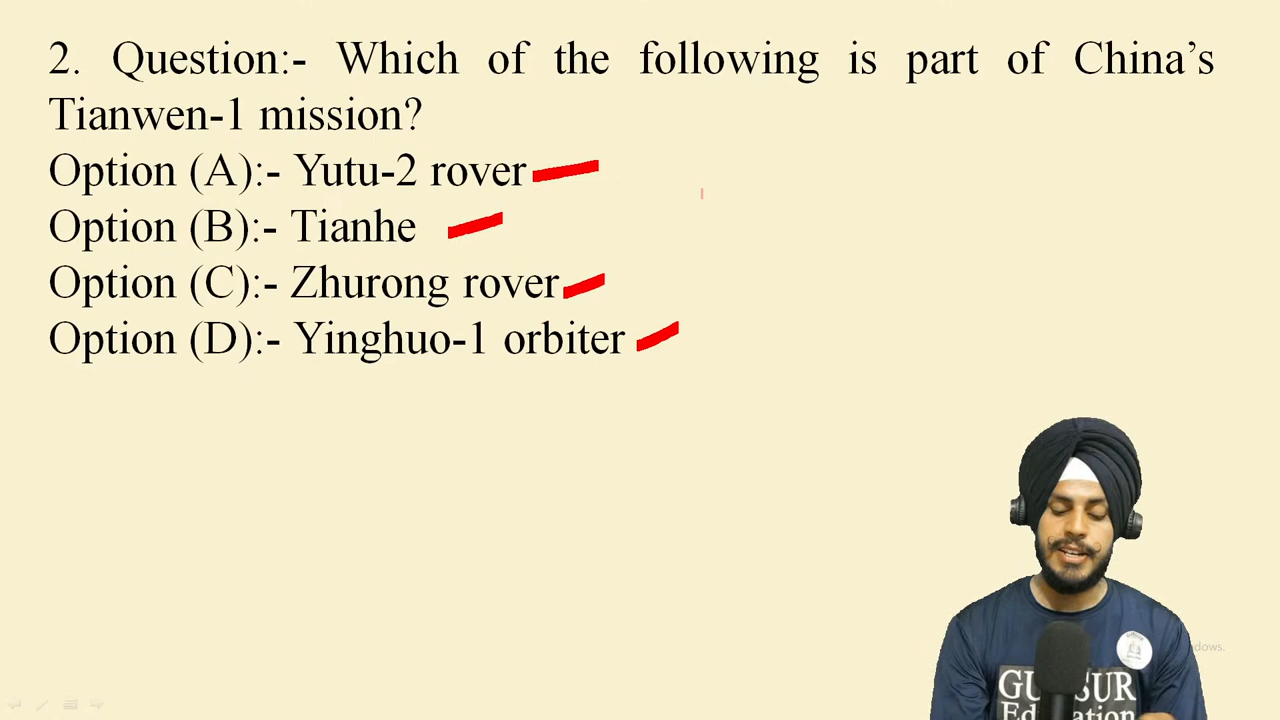 2. Question:- Which of the following is part of China’s
Tianwen-1 mission?
Option (A):- Yutu-2 rover
Option (B):- Tianhe
Option (C):- Zhurong rover
Option (D):- Yinghuo-1 orbiter
Education